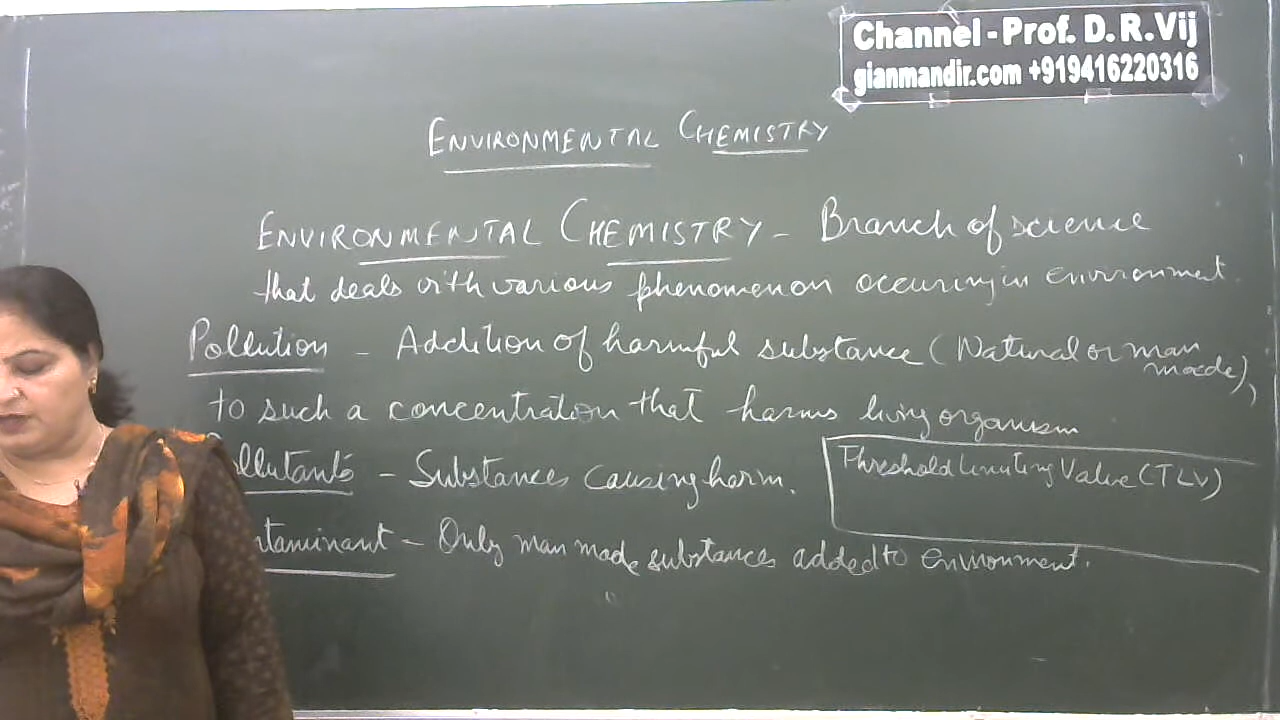 Channel - Prof. D. R. Vij
gianmandir.com +919416220316
ENVIRONMENTAL CHEMISTRY
ENVIRONMENTAL CHEMISTRY - Branch of science
that deals with various phenomenon occuring in environment.
Pollution - Addition of harmful substance (Natural or man
made),
to such a concentration that harms living organism
ollutants - Substances causing harm.
Threshold Limiting Value (TLV)
ntaminant - Only man made substances added to environment.